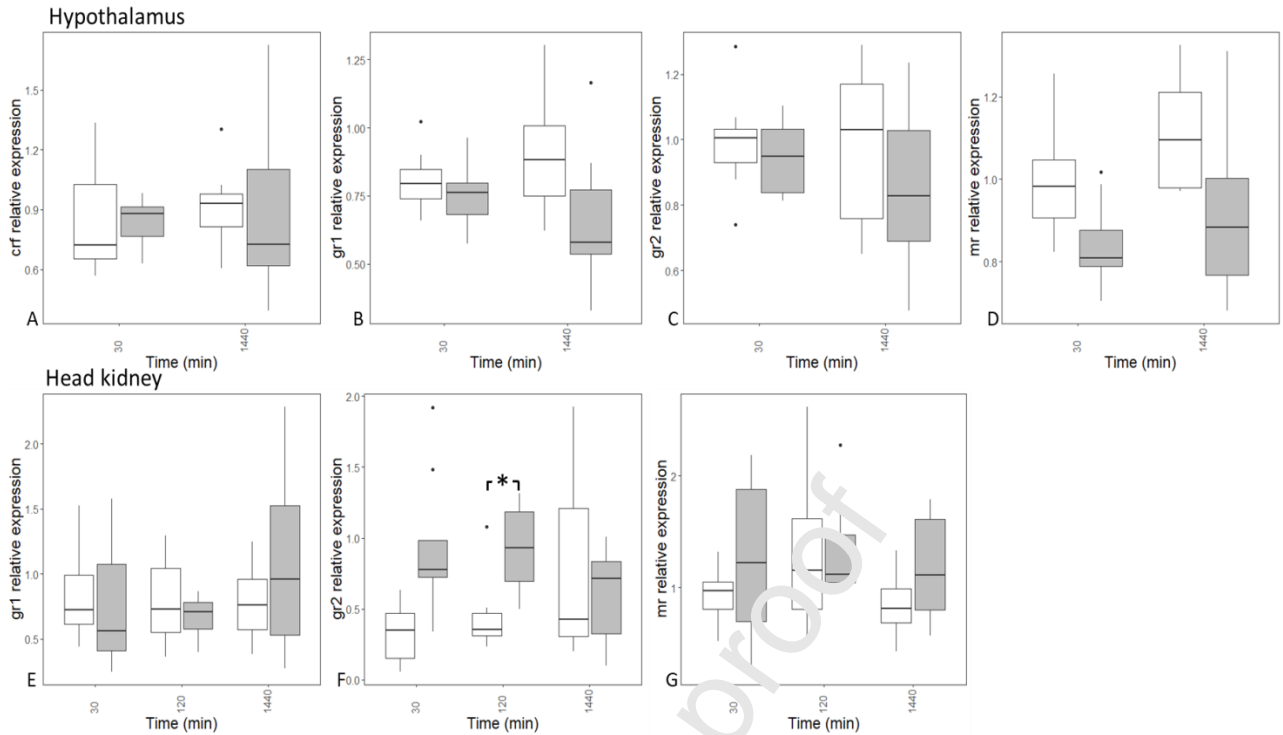 Hypothalamus
crf relative expression
1.5
1.2
0.9
0.6
A
30
1440
Time (min)
gr1 relative expression
1.25
1.00
0.75
0.50
B
30
1440
Time (min)
gr2 relative expression
1.2
1.0
0.8
0.6
C
30
1440
Time (min)
mr relative expression
1.2
1.0
0.8
D
30
1440
Time (min)
Head kidney
gr1 relative expression
2.0
1.5
1.0
0.5
E
30
120
1440
Time (min)
gr2 relative expression
2.0
1.5
1.0
0.5
0.0
*
F
30
120
1440
Time (min)
mr relative expression
2
1
G
30
120
1440
Time (min)
proof